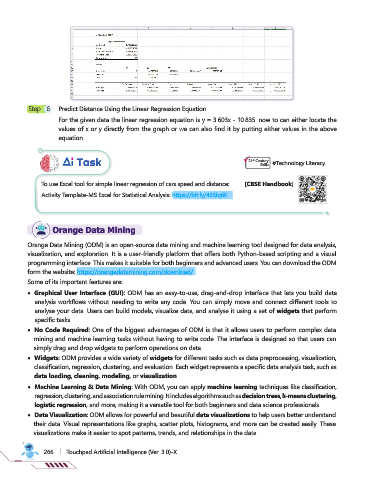 Step 6 Predict Distance Using the Linear Regression Equation
For the given data the linear regression equation is y = 3 603x - 10 835 now to can either locate the
values of x or y directly from the graph or we can also find it by putting either values in the above
equation
Ai Task
21st Century
#Technology Literacy
To use Excel tool for simple linear regression of cars speed and distance: [CBSE Handbook]
Activity Template-MS Excel for Statistical Analysis:
Orange Data Mining
Orange Data Mining (ODM) is an open-source data mining and machine learning tool designed for data analysis,
visualization, and exploration It is a user-friendly platform that offers both Python-based scripting and a visual
programming interface This makes it suitable for both beginners and advanced users You can download the ODM
form the website: https://orangedatamining.com/download/
Some of its important features are:
• Graphical User Interface (GUI): ODM has an easy-to-use, drag-and-drop interface that lets you build data
analysis workflows without needing to write any code You can simply move and connect different tools to
analyse your data Users can build models, visualize data, and analyse it using a set of widgets that perform
specific tasks
• No Code Required: One of the biggest advantages of ODM is that it allows users to perform complex data
mining and machine learning tasks without having to write code The interface is designed so that users can
simply drag and drop widgets to perform operations on data
• Widgets: ODM provides a wide variety of widgets for different tasks such as data preprocessing, visualization,
classification, regression, clustering, and evaluation Each widget represents a specific data analysis task, such as
data loading, cleaning, modeling, or visualization
• Machine Learning & Data Mining: With ODM, you can apply machine learning techniques like classification,
regression, clustering, and association rule mining It includes algorithms such as decision trees, k-means clustering,
logistic regression, and more, making it a versatile tool for both beginners and data science professionals
• Data Visualization: ODM allows for powerful and beautiful data visualizations to help users better understand
their data Visual representations like graphs, scatter plots, histograms, and more can be created easily These
visualizations make it easier to spot patterns, trends, and relationships in the data
266 Touchpad Artificial Intelligence (Ver 3 0)-X